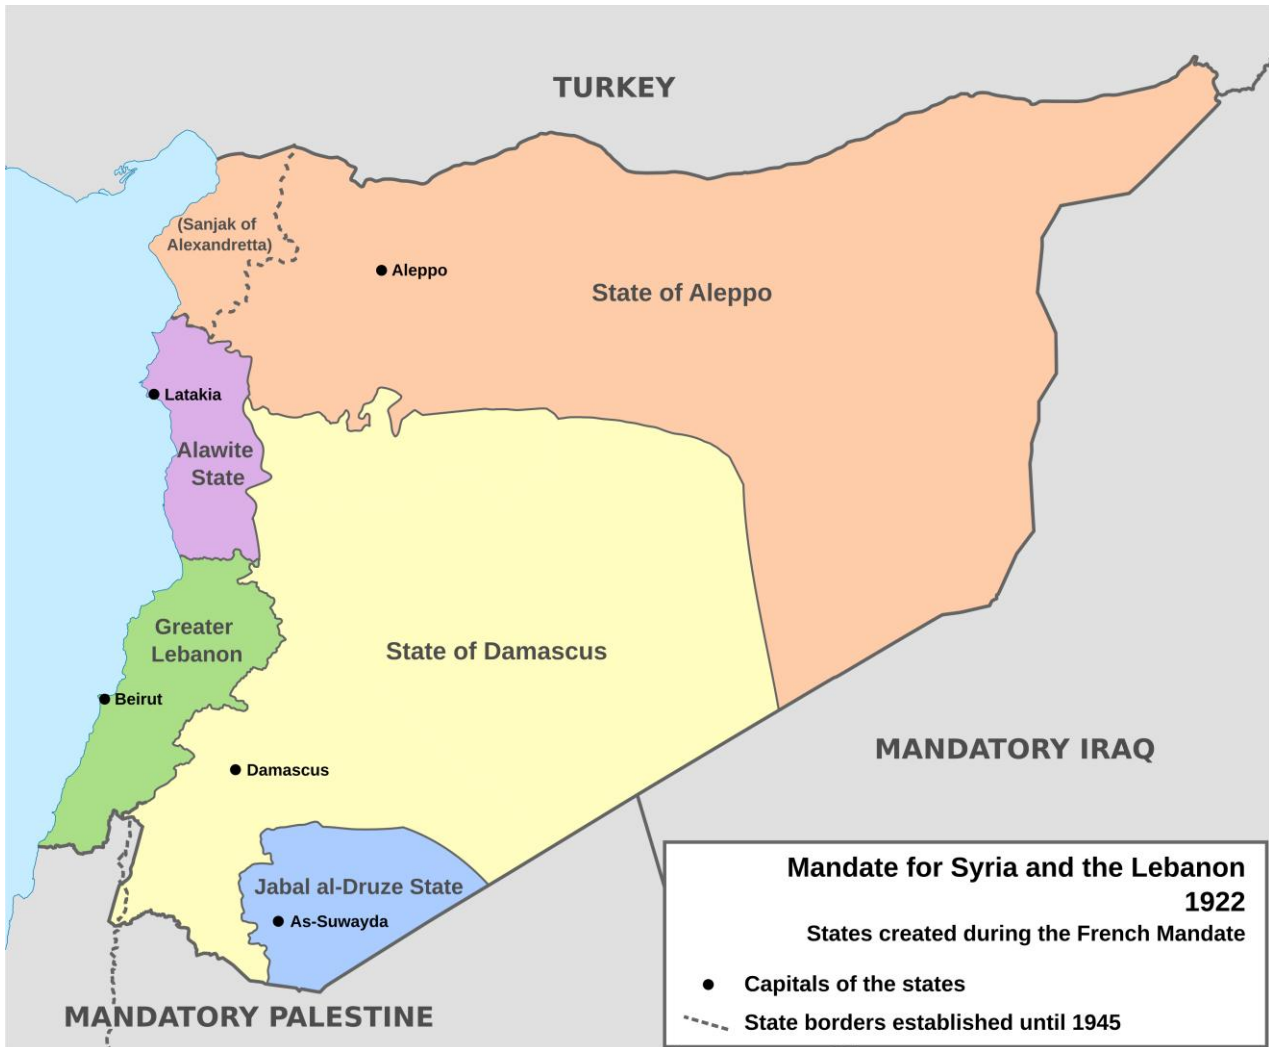 TURKEY
(Sanjak of
Alexandretta)
Aleppo
State of Aleppo
Latakia
Alawite
State
Greater
Lebanon
State of Damascus
Beirut
MANDATORY IRAQ
Damascus
Jabal al-Druze State
As-Suwayda
MANDATORY PALESTINE
Mandate for Syria and the Lebanon
1922
States created during the French Mandate
Capitals of the states
State borders established until 1945